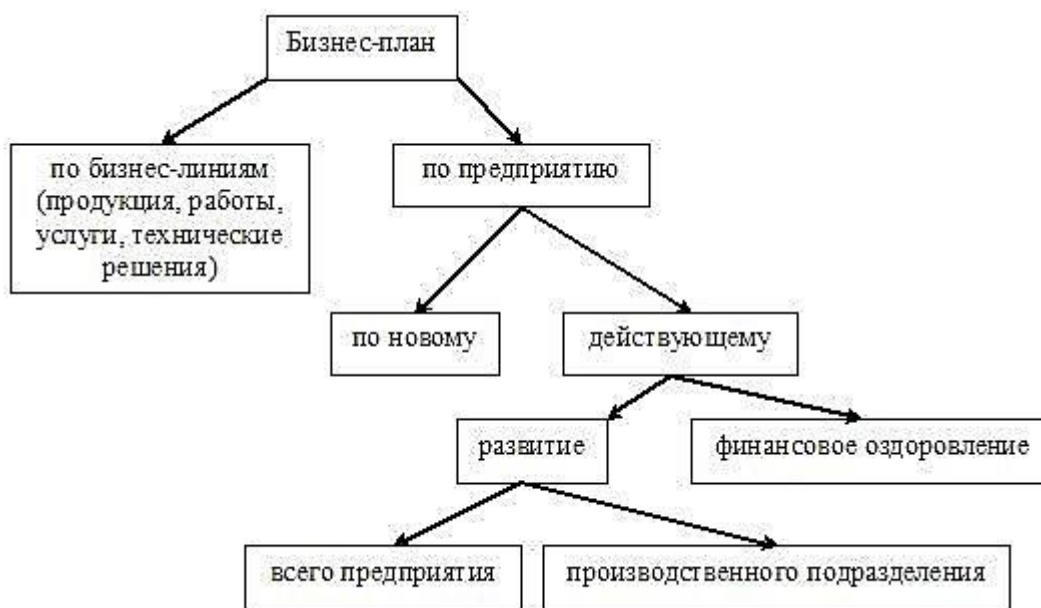 Бизнес-план
по бизнес-линиям
(продукция, работы,
услуги, технические
решения)
по предприятию
по новому
действующему
развитие
финансовое оздоровление
всего предприятия
производственного подразделения